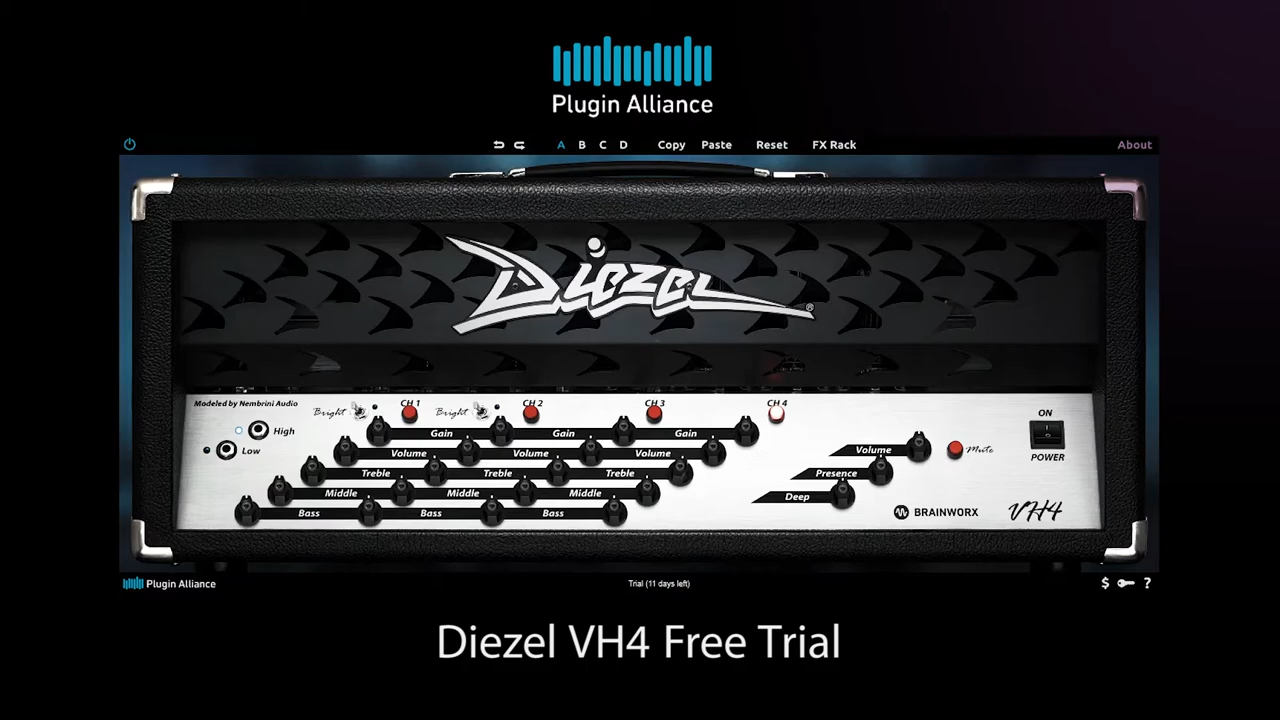 Plugin Alliance
A B C D Copy Paste Reset FX Rack About
Diezel®
Modeled by Nembrini Audio
Bright CH 1 Bright CH 2 CH 3 CH 4
High
Low
Gain Gain Gain
Volume Volume Volume
Treble Treble Treble
Middle Middle Middle
Bass Bass Bass
Volume
Presence
Deep
Mute
ON
POWER
BRAINWORX
VH4
Plugin Alliance Trial (11 days left) $ ?
Diezel VH4 Free Trial